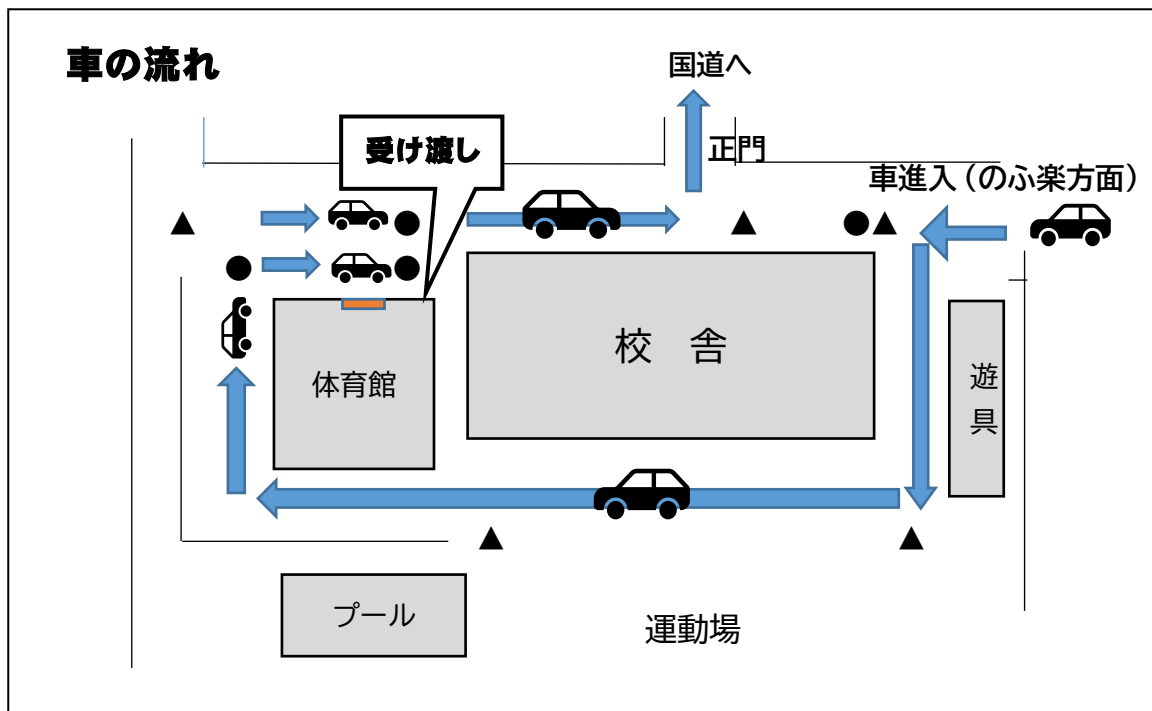 車の流れ
国道へ
受け渡し
正門
車進入（のふ楽方面）
校 舎
体育館
遊
具
プール
運動場